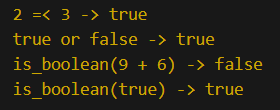 2 =< 3 -> true
true or false -> true
is_boolean(9 + 6) -> false
is_boolean(true) -> true